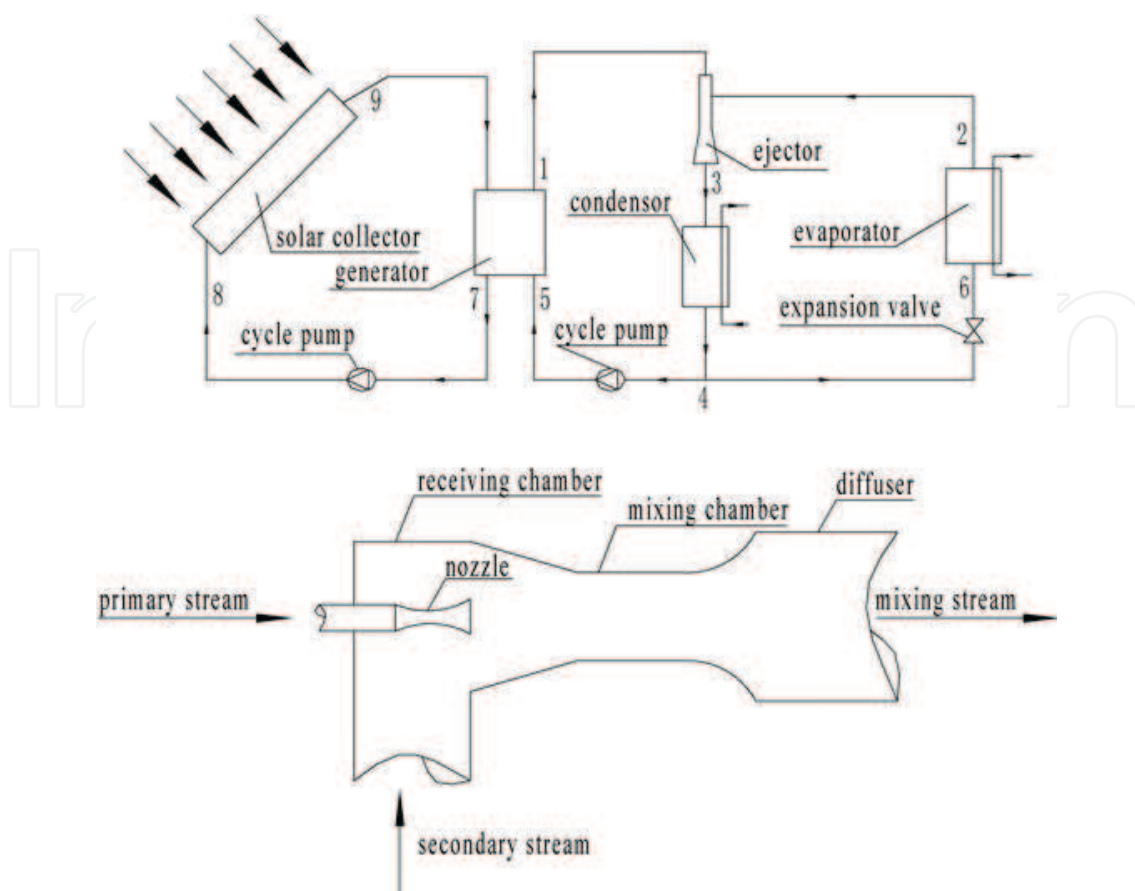 9
2
ejector
1
3
condensor
evaporator
solar collector
generator
8
7
5
6
expansion valve
cycle pump
cycle pump
4
receiving chamber
diffuser
mixing chamber
nozzle
primary stream
mixing stream
secondary stream